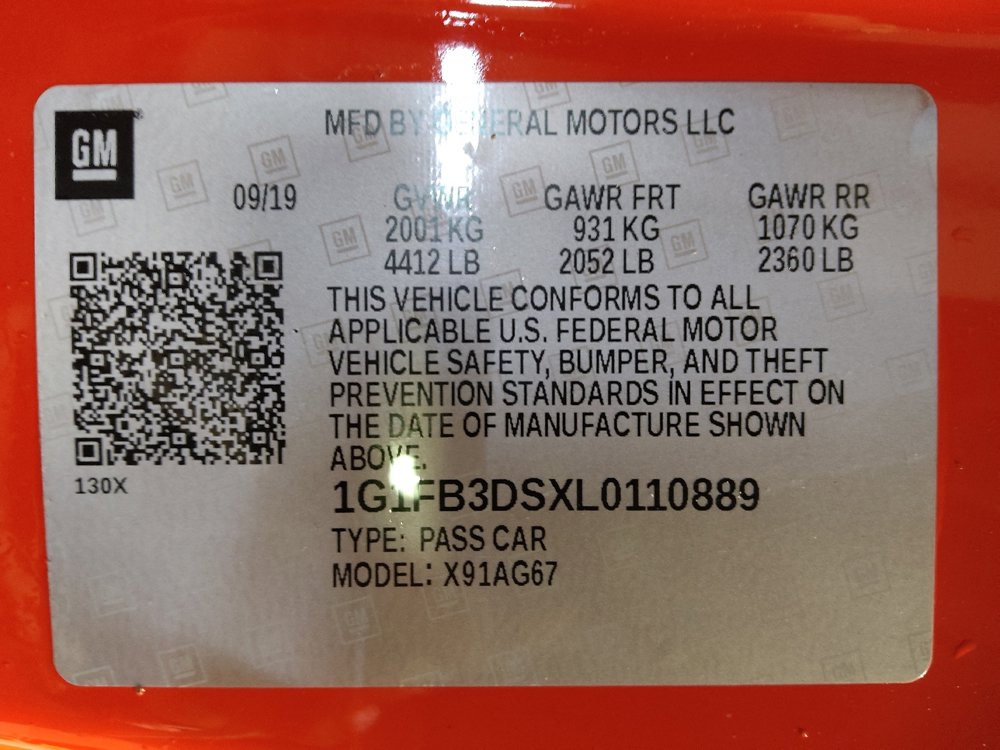 GM
MFD BY GENERAL MOTORS LLC
09/19 GVWR GAWR FRT GAWR RR
2001 KG 931 KG 1070 KG
4412 LB 2052 LB 2360 LB
THIS VEHICLE CONFORMS TO ALL
APPLICABLE U.S. FEDERAL MOTOR
VEHICLE SAFETY, BUMPER, AND THEFT
PREVENTION STANDARDS IN EFFECT ON
THE DATE OF MANUFACTURE SHOWN
ABOVE.
130X
1G1FB3DSXL0110889
TYPE: PASS CAR
MODEL: X91AG67